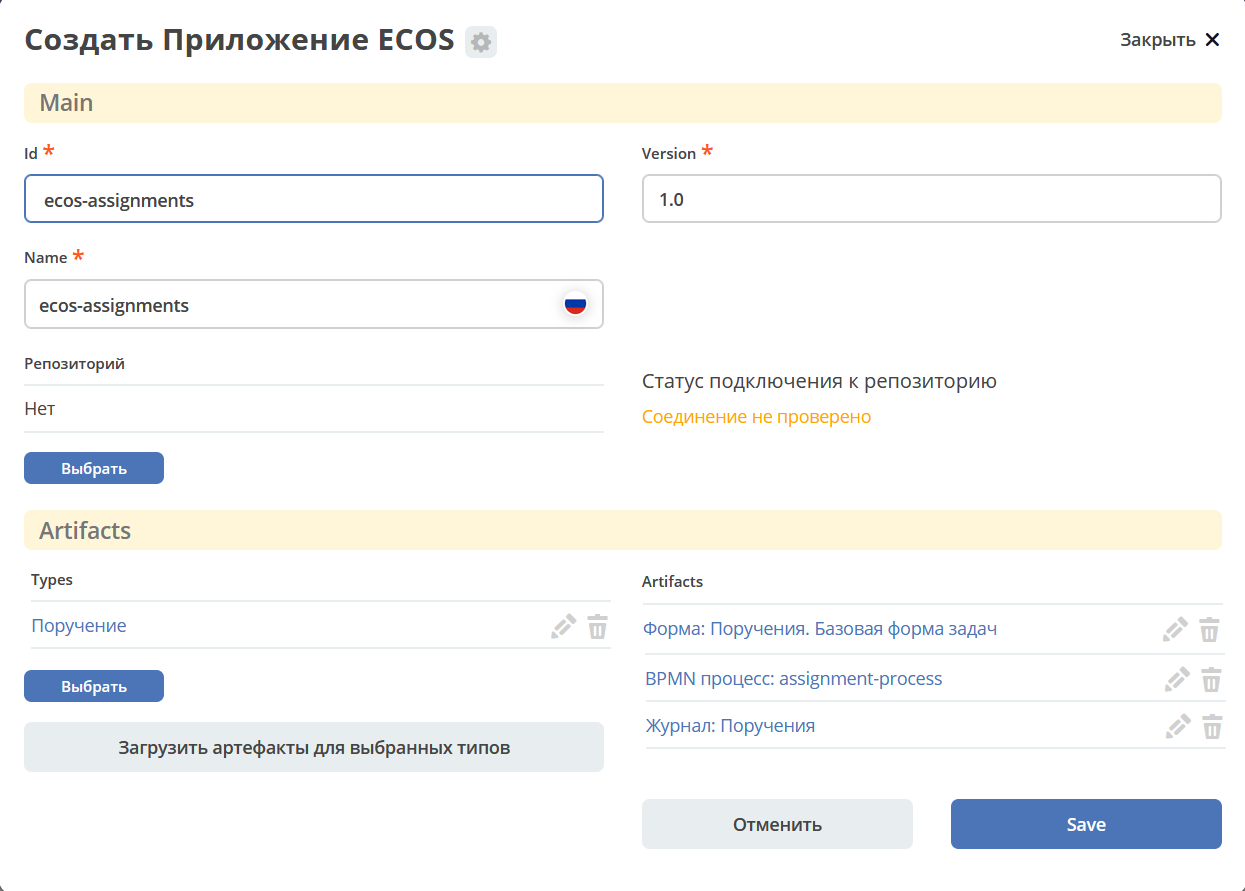 Создать Приложение ECOS
Закрыть
Main
Id *
Version *
ecos-assignments
1.0
Name *
ecos-assignments
Репозиторий
Статус подключения к репозиторию
Нет
Соединение не проверено
Выбрать
Artifacts
Types
Artifacts
Поручение
Форма: Поручения. Базовая форма задач
BPMN процесс: assignment-process
Выбрать
Журнал: Поручения
Загрузить артефакты для выбранных типов
Отменить
Save